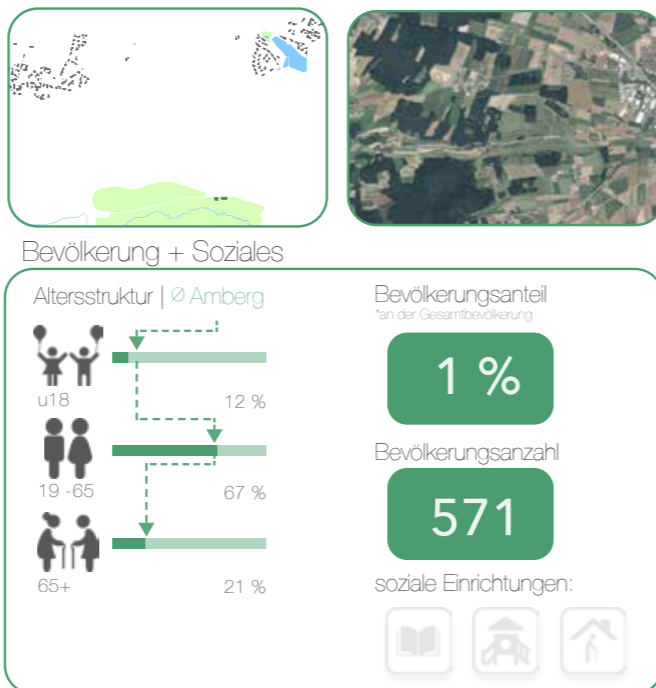 Bevölkerung + Soziales
Altersstruktur | Ø Amberg
u18
12 %
19 -65
67 %
65+
21 %
Bevölkerungsanteil
*an der Gesamtbevölkerung
1 %
Bevölkerungsanzahl
571
soziale Einrichtungen: